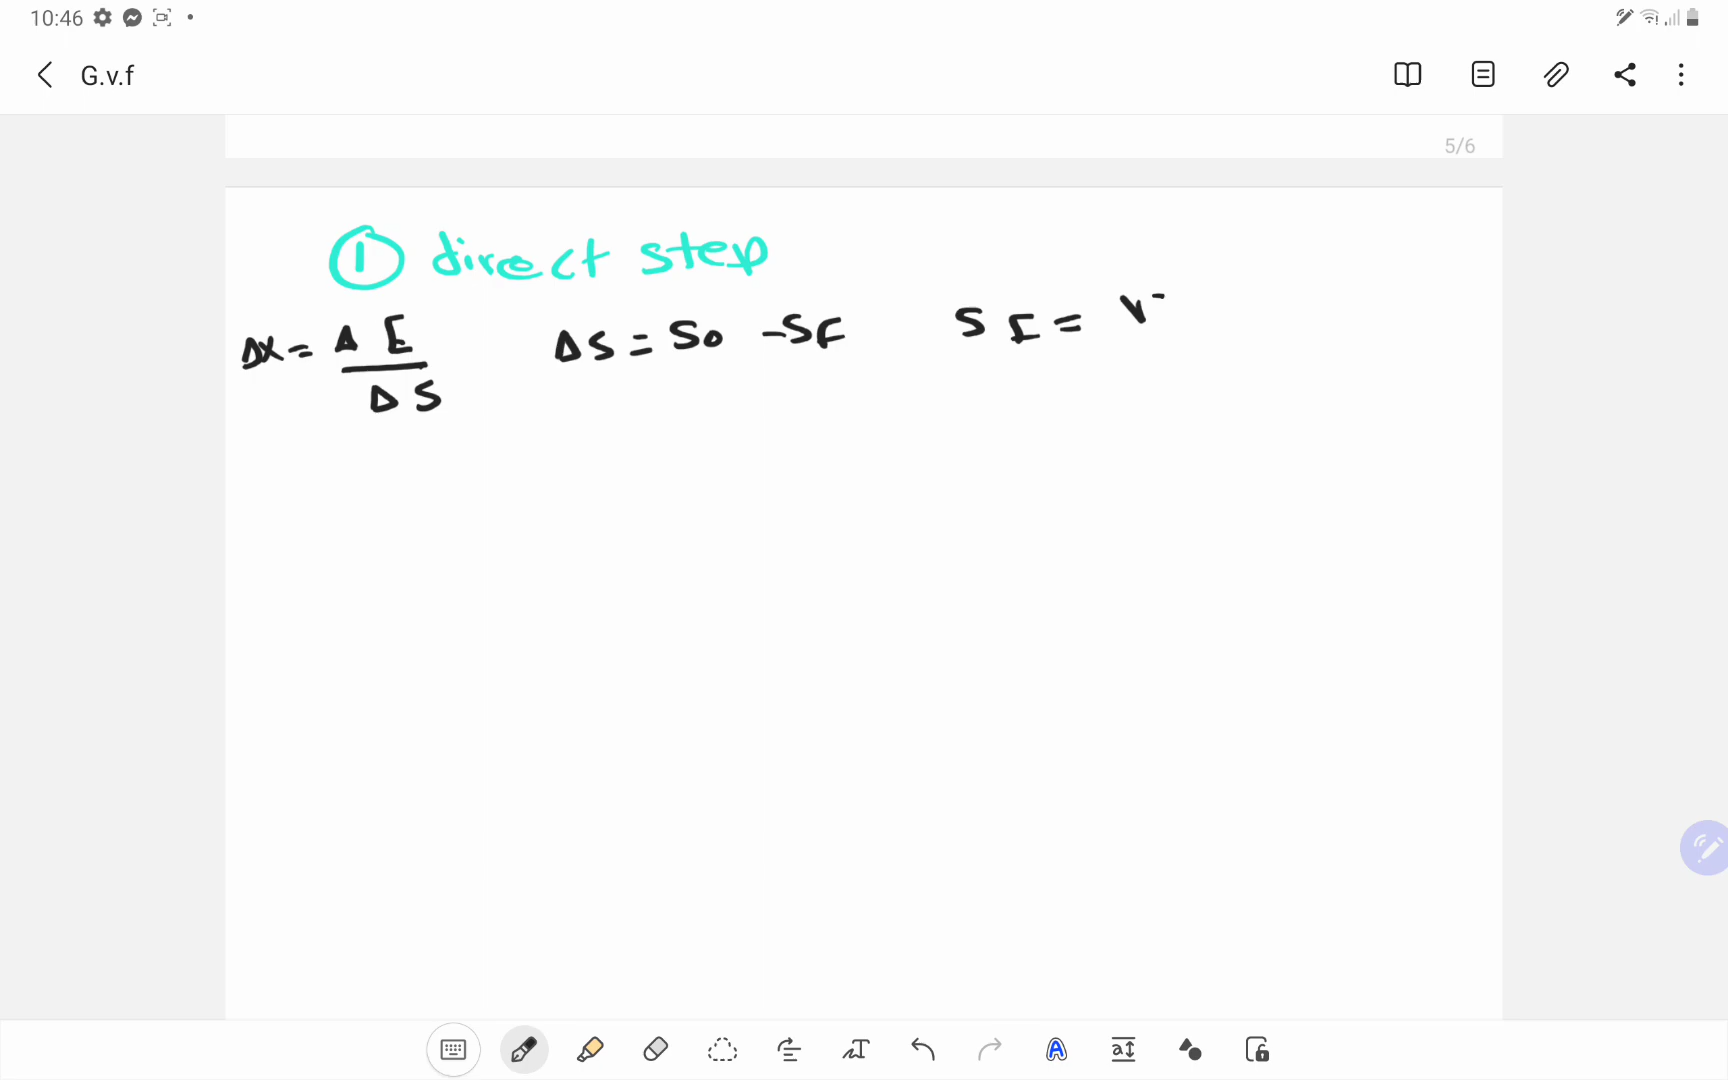 10:46
G.v.f
5/6
① direct step
Δx = ΔE / ΔS   ΔS = So - SF   SF = v